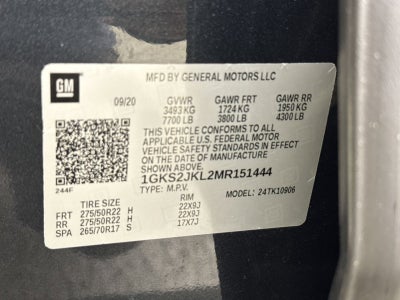 GM
MFD BY GENERAL MOTORS LLC
09/20 GVWR GAWR FRT GAWR RR
3493 KG 1724 KG 1950 KG
7700 LB 3800 LB 4300 LB
THIS VEHICLE CONFORMS TO ALL
APPLICABLE U.S. FEDERAL MOTOR
VEHICLE SAFETY STANDARDS IN EFFECT
ON THE DATE OF MANUFACTURE
SHOWN ABOVE.
1GKS2JKL2MR151444
244F
TYPE: M.P.V. MODEL: 24TK10906
TIRE SIZE RIM
FRT 275/50R22 H 22X9J
RR 275/50R22 H 22X9J
SPA 265/70R17 S 17X7J